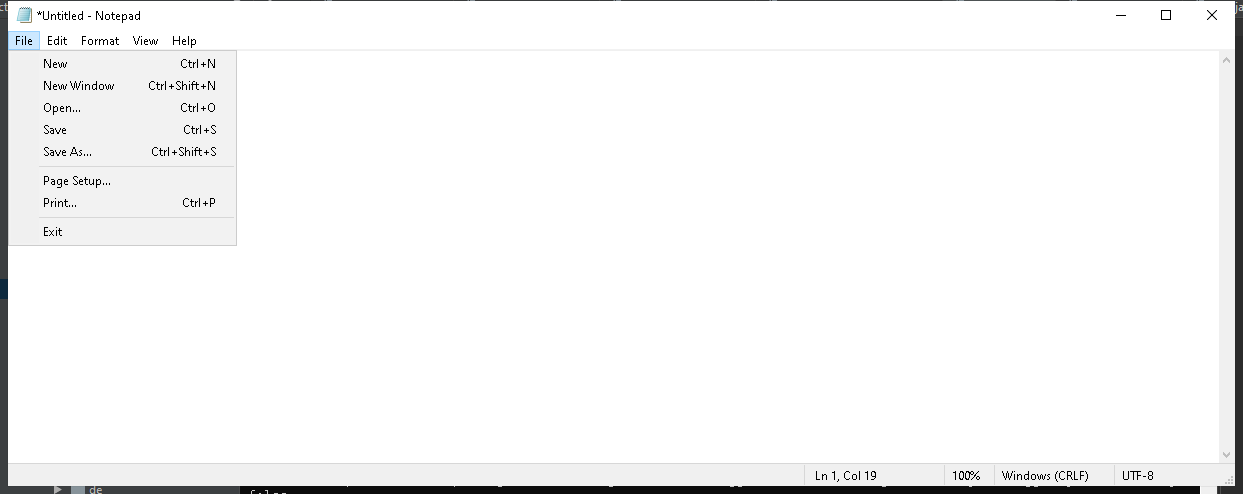 *Untitled - Notepad
File Edit Format View Help
New Ctrl+N
New Window Ctrl+Shift+N
Open... Ctrl+O
Save Ctrl+S
Save As... Ctrl+Shift+S
Page Setup...
Print... Ctrl+P
Exit
Ln 1, Col 19 100% Windows (CRLF) UTF-8
de